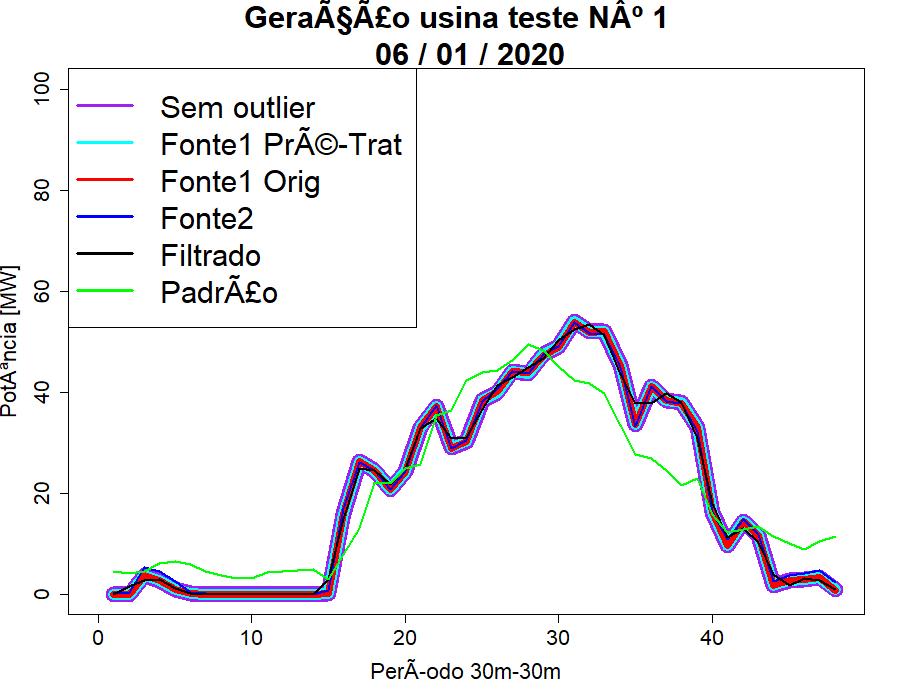 GeraÃ§Ã£o usina teste NÂº 1
06 / 01 / 2020
Sem outlier
Fonte1 PrÃ©-Trat
Fonte1 Orig
Fonte2
Filtrado
PadrÃ£o
PotÃªncia [MW]
100
80
60
40
20
0
0 10 20 30 40
PerÃ-odo 30m-30m